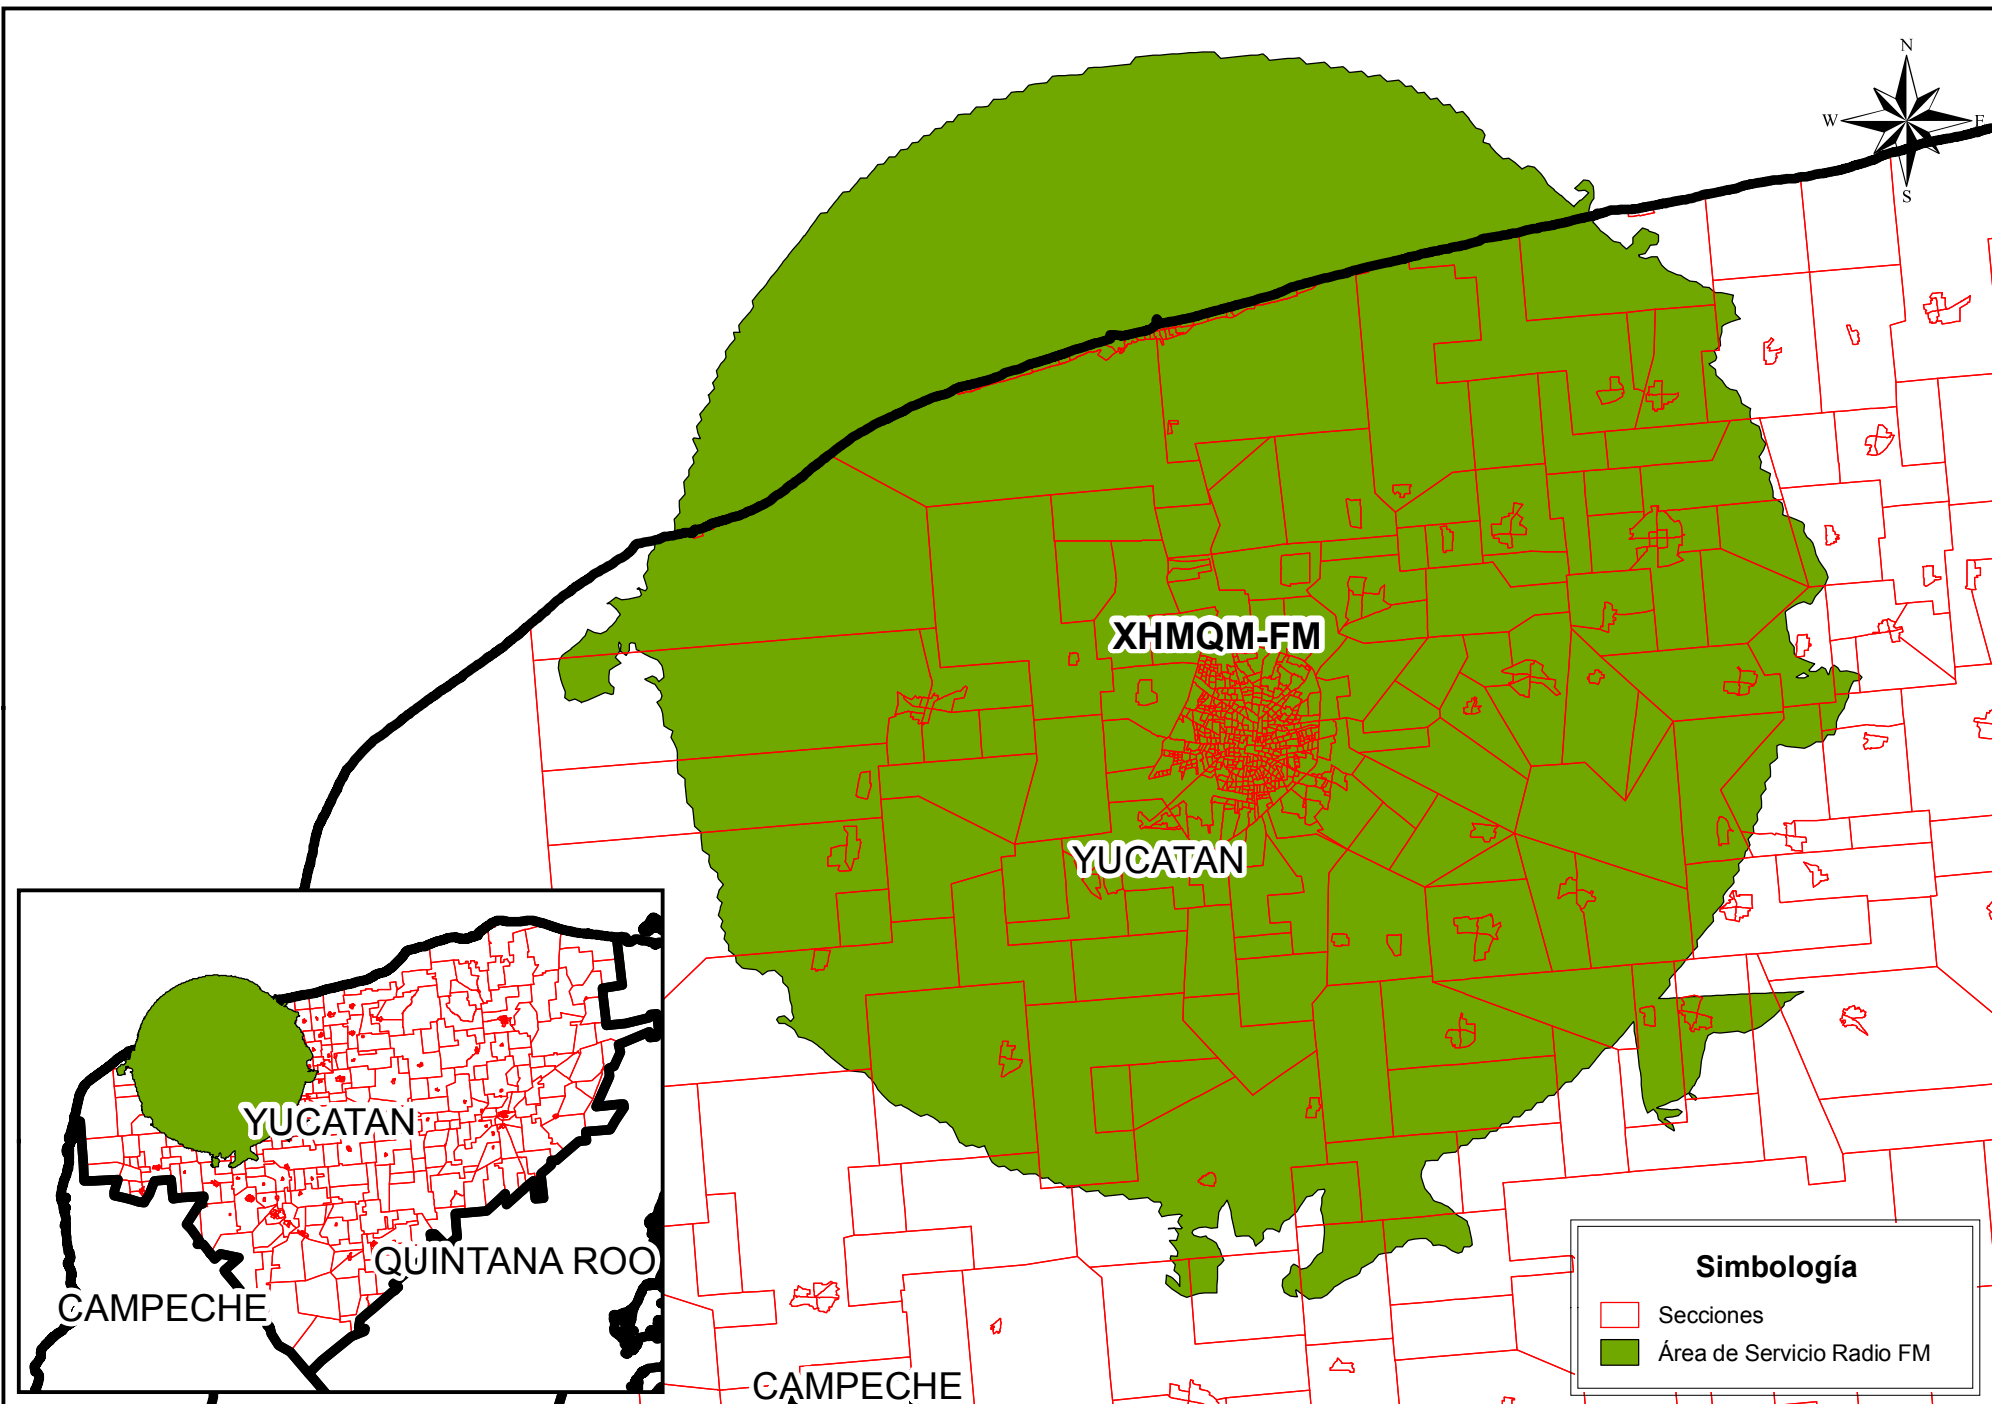 N
W
E
S
XHMQM-FM
YUCATAN
YUCATAN
QUINTANA ROO
CAMPECHE
CAMPECHE
Simbología
Secciones
Área de Servicio Radio FM